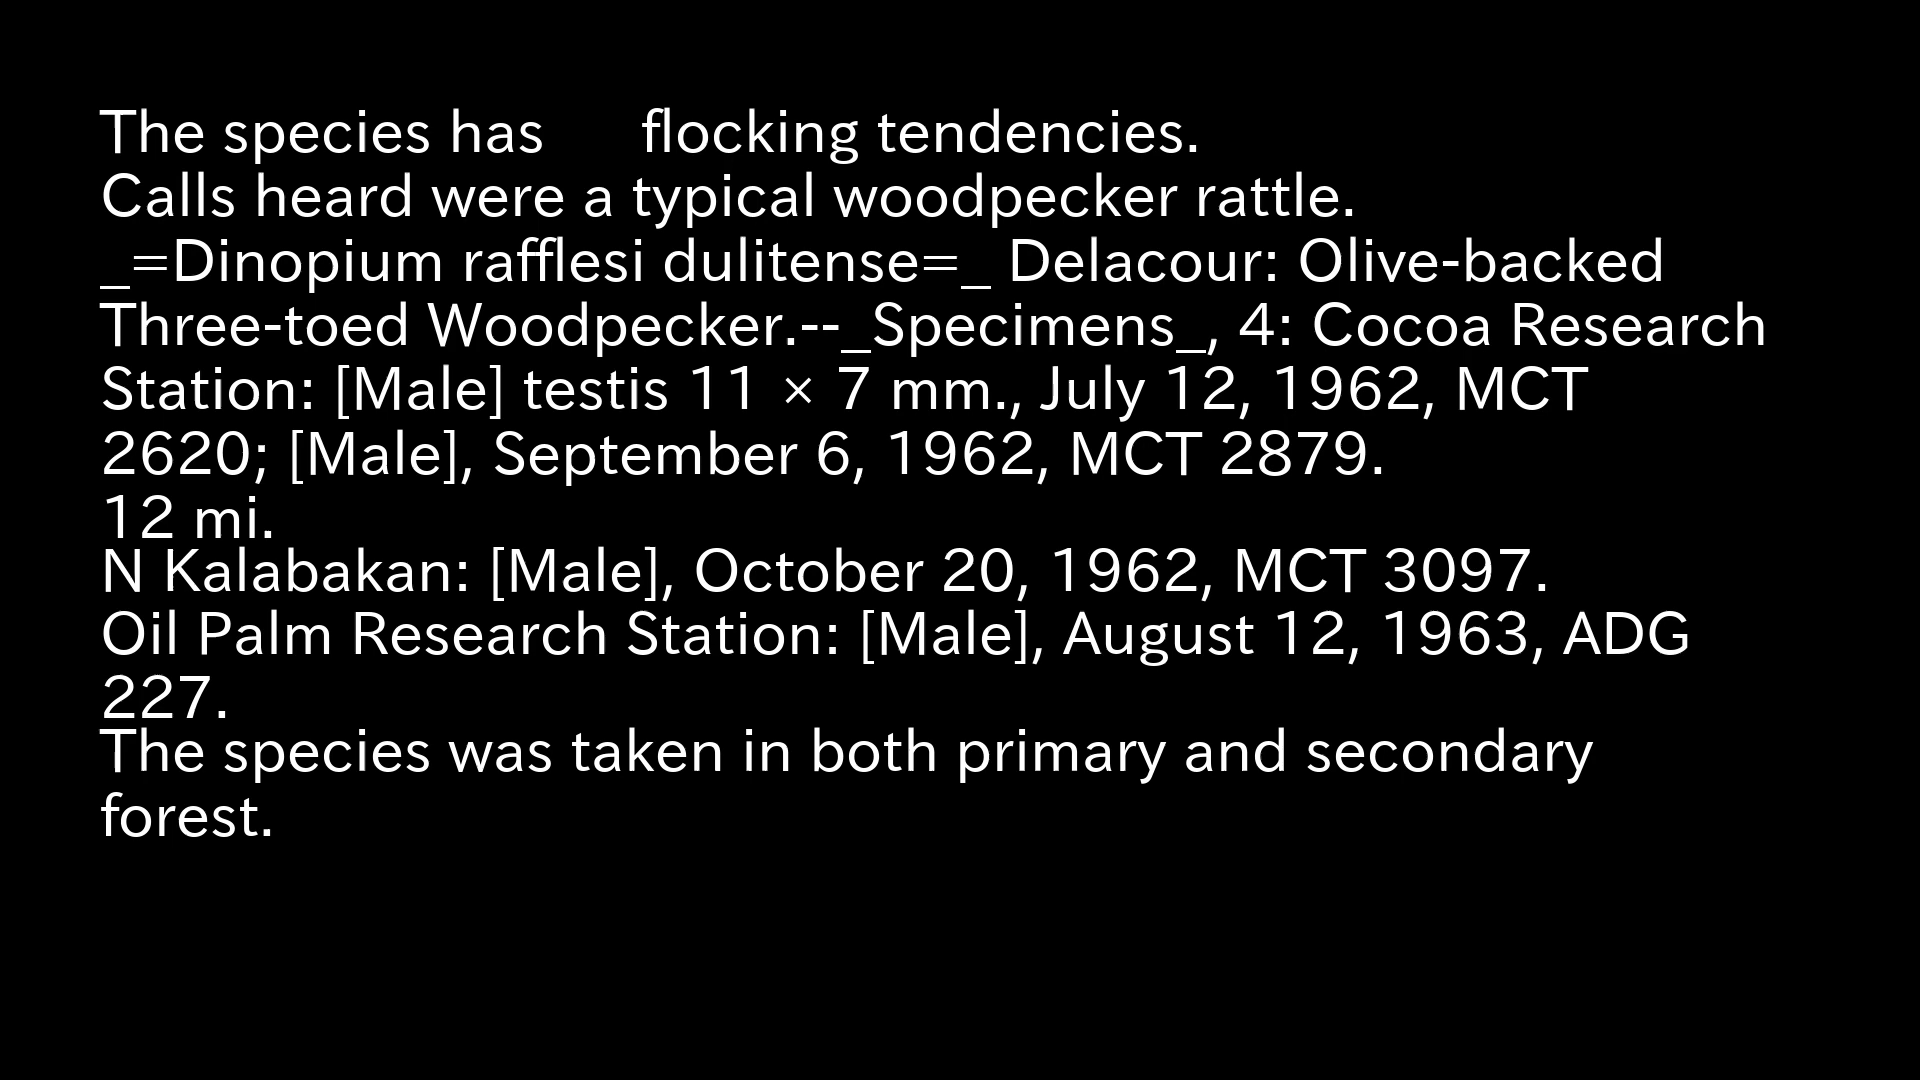 The species has flocking tendencies.
Calls heard were a typical woodpecker rattle.
_=Dinopium rafflesi dulitense=_ Delacour: Olive-backed
Three-toed Woodpecker.--_Specimens_, 4: Cocoa Research
Station: [Male] testis 11 × 7 mm., July 12, 1962, MCT
2620; [Male], September 6, 1962, MCT 2879.
12 mi.
N Kalabakan: [Male], October 20, 1962, MCT 3097.
Oil Palm Research Station: [Male], August 12, 1963, ADG
227.
The species was taken in both primary and secondary
forest.